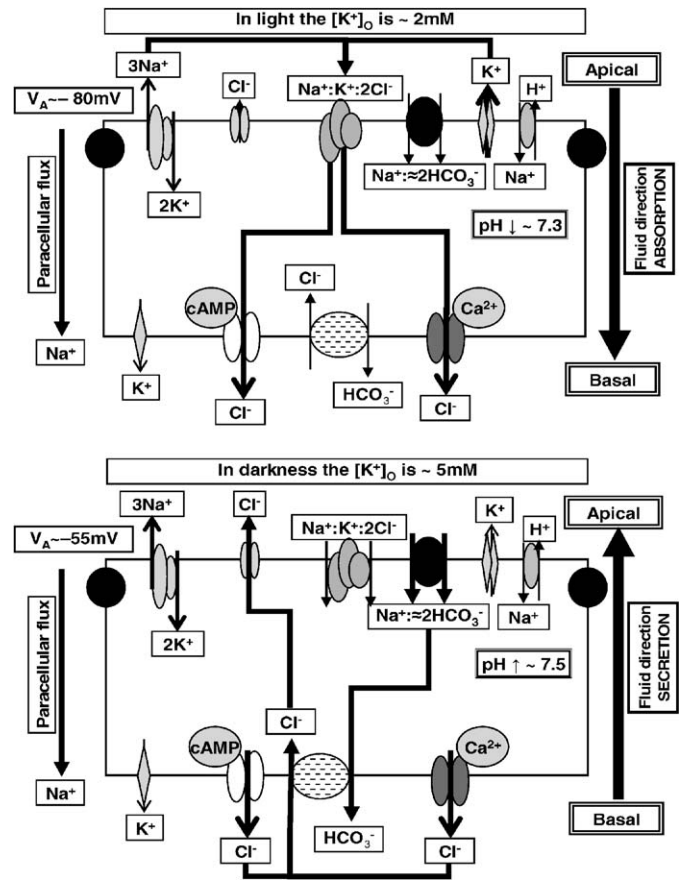 In light the [K⁺]O is ~ 2mM
3Na⁺
Cl⁻
Na⁺:K⁺:2Cl⁻
K⁺
H⁺
Apical
VA~– 80mV
2K⁺
Na⁺:≈2HCO₃⁻
Na⁺
pH ↓ ~ 7.3
Paracellular flux
Fluid direction
ABSORPTION
cAMP
Cl⁻
Ca²⁺
Na⁺
K⁺
Cl⁻
HCO₃⁻
Cl⁻
Basal
In darkness the [K⁺]O is ~ 5mM
3Na⁺
Cl⁻
Na⁺:K⁺:2Cl⁻
K⁺
H⁺
Apical
VA~–55mV
2K⁺
Na⁺:≈2HCO₃⁻
Na⁺
pH ↑ ~ 7.5
Paracellular flux
Fluid direction
SECRETION
Cl⁻
cAMP
Ca²⁺
Na⁺
K⁺
Cl⁻
HCO₃⁻
Cl⁻
Basal